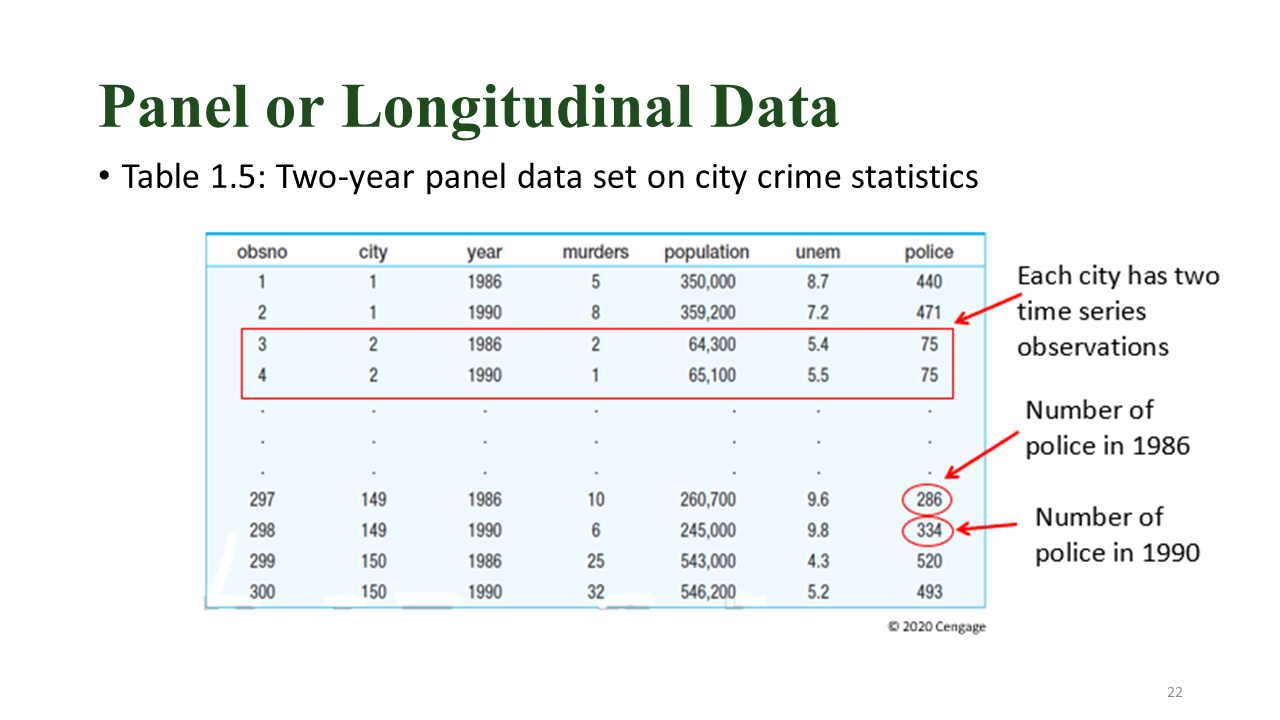 Panel or Longitudinal Data
• Table 1.5: Two-year panel data set on city crime statistics
obsno city year murders population unem police
1 1 1986 5 350,000 8.7 440
2 1 1990 8 359,200 7.2 471
3 2 1986 2 64,300 5.4 75
4 2 1990 1 65,100 5.5 75
. . . . . . .
. . . . . . .
. . . . . . .
297 149 1986 10 260,700 9.6 286
298 149 1990 6 245,000 9.8 334
299 150 1986 25 543,000 4.3 520
300 150 1990 32 546,200 5.2 493
Each city has two
time series
observations
Number of
police in 1986
Number of
police in 1990
© 2020 Cengage
22